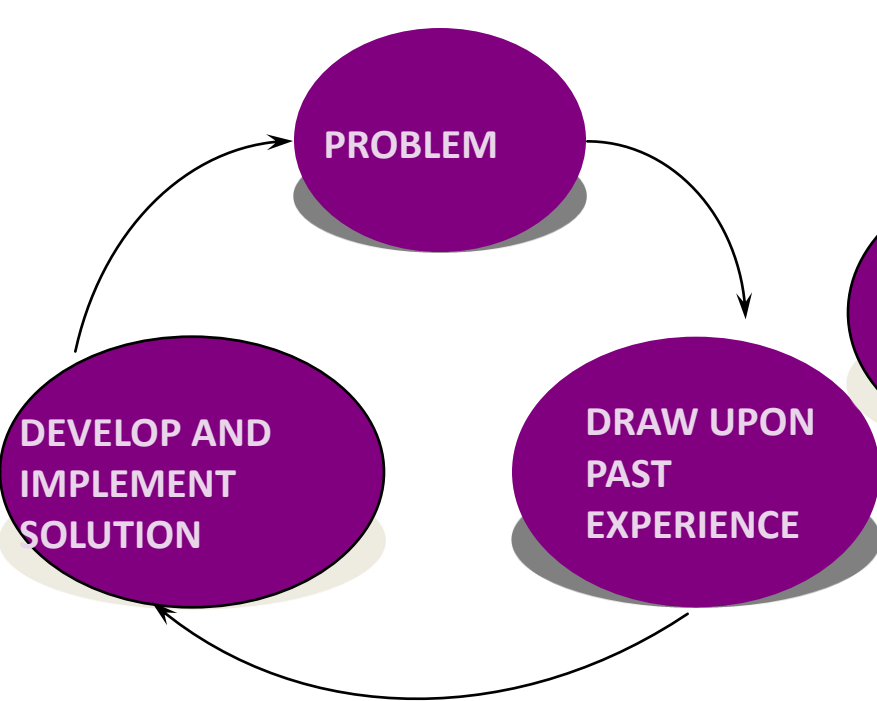 PROBLEM
DRAW UPON
PAST
EXPERIENCE
DEVELOP AND
IMPLEMENT
SOLUTION